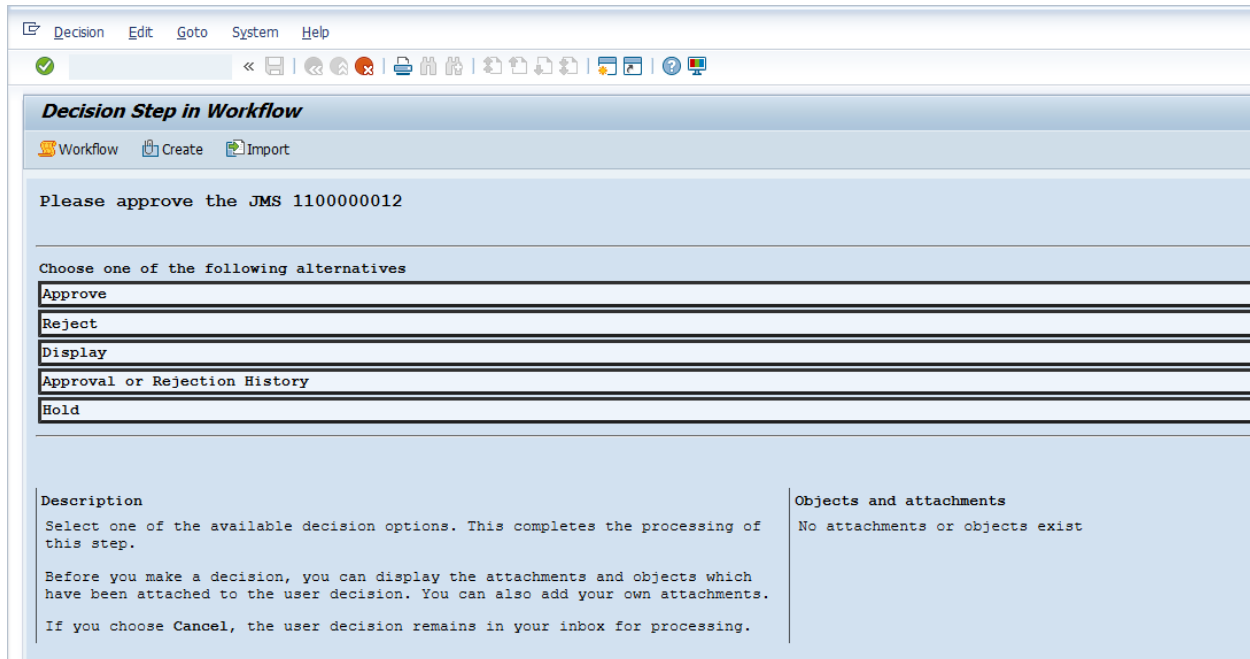 Decision Edit Goto System Help
Decision Step in Workflow
Workflow Create Import
Please approve the JMS 1100000012
Choose one of the following alternatives
Approve
Reject
Display
Approval or Rejection History
Hold
Description
Select one of the available decision options. This completes the processing of
this step.
Before you make a decision, you can display the attachments and objects which
have been attached to the user decision. You can also add your own attachments.
If you choose Cancel, the user decision remains in your inbox for processing.
Objects and attachments
No attachments or objects exist